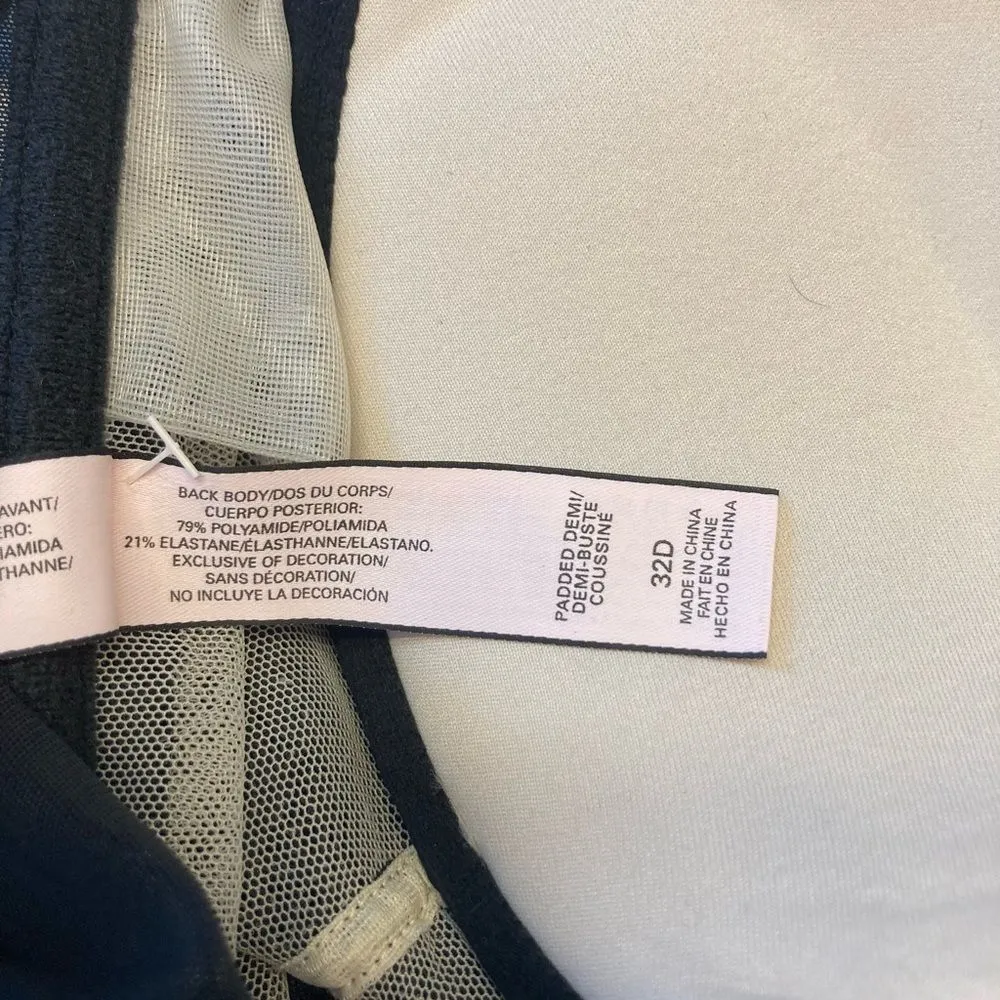 AVANT/
BACK BODY/DOS DU CORPS/
CUERPO POSTERIOR:
79% POLYAMIDE/POLIAMIDA
21% ELASTANE/ÉLASTHANNE/ELASTANO.
EXCLUSIVE OF DECORATION/
SANS DÉCORATION/
NO INCLUYE LA DECORACIÓN
PADDED DEMI/
DEMI-BUSTE
COUSSINÉ
32D
MADE IN CHINA
FAIT EN CHINE
HECHO EN CHINA